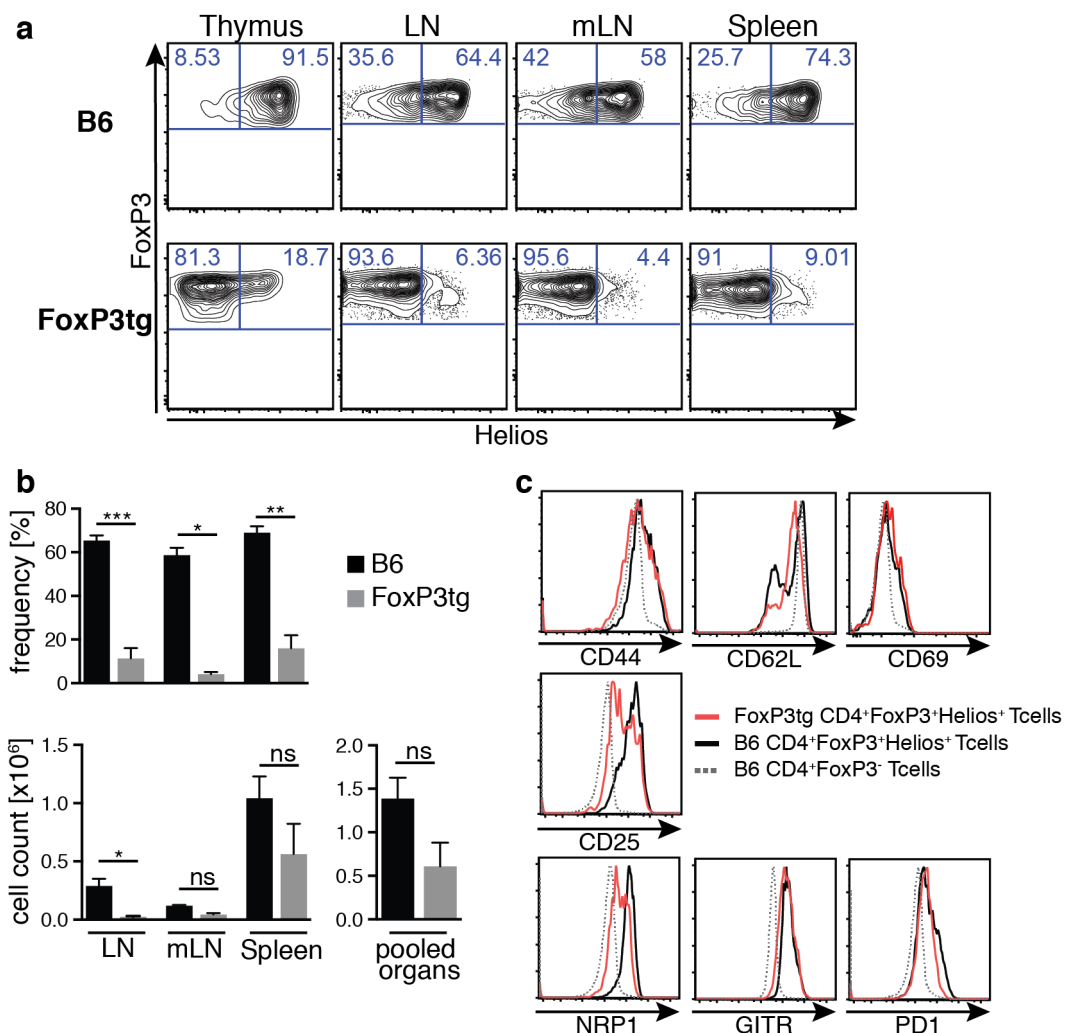 a
Thymus LN mLN Spleen
B6
8.53 91.5 35.6 64.4 42 58 25.7 74.3
FoxP3
FoxP3tg
81.3 18.7 93.6 6.36 95.6 4.4 91 9.01
Helios
b
frequency [%]
80
60
40
20
0
*** * **
B6
FoxP3tg
cell count [x10⁶]
1.5
1.0
0.5
0.0
* ns ns
LN mLN Spleen
2.0
1.5
1.0
0.5
0.0
ns
pooled
organs
c
CD44 CD62L CD69
CD25
FoxP3tg CD4⁺FoxP3⁺Helios⁺ Tcells
B6 CD4⁺FoxP3⁺Helios⁺ Tcells
B6 CD4⁺FoxP3⁻ Tcells
NRP1 GITR PD1